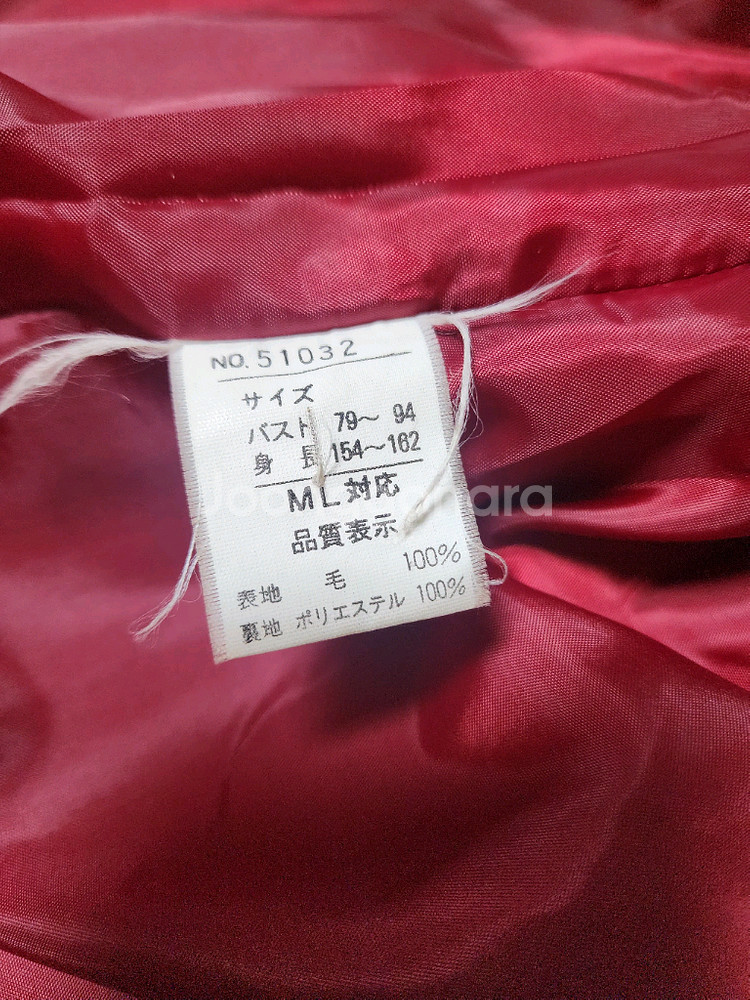 NO. 51032
サイズ
バスト 79～ 94
身 長 154～162
ML対応
品質表示
表地 毛 100%
裏地 ポリエステル 100%